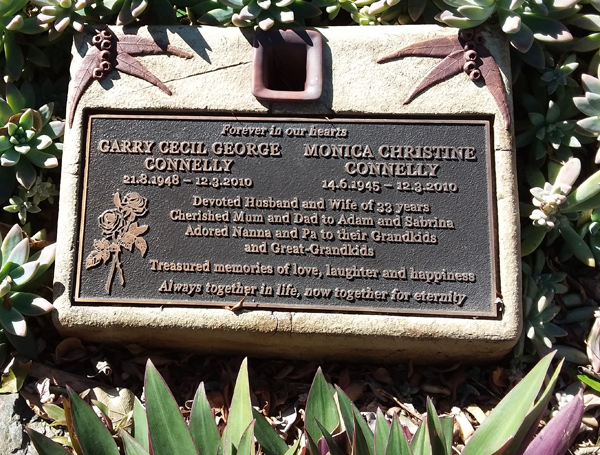 Forever in our hearts
GARRY CECIL GEORGE CONNELLY
21.8.1948 – 12.3.2010
MONICA CHRISTINE CONNELLY
14.6.1945 – 12.3.2010
Devoted Husband and Wife of 33 years
Cherished Mum and Dad to Adam and Sabrina
Adored Nanna and Pa to their Grandkids
and Great-Grandkids
Treasured memories of love, laughter and happiness
Always together in life, now together for eternity